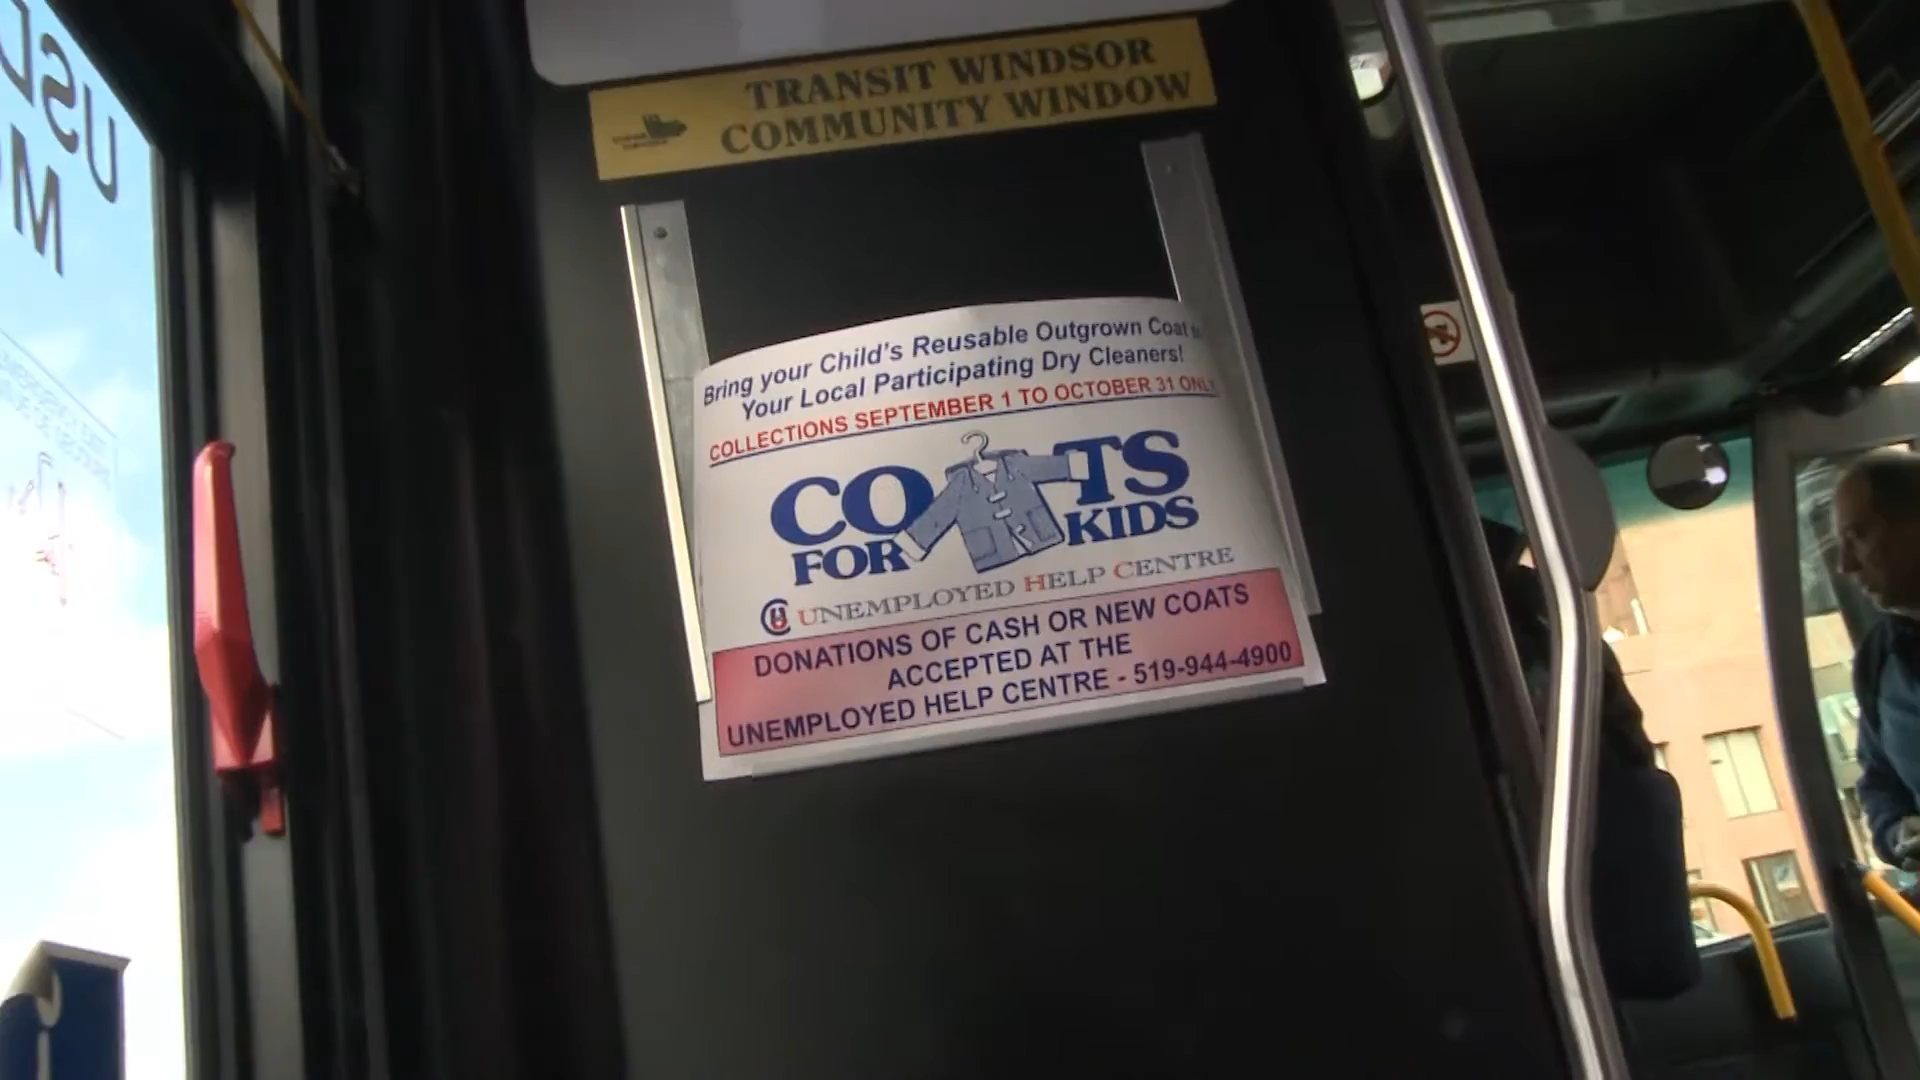 TRANSIT WINDSOR
COMMUNITY WINDOW
Bring your Child's Reusable Outgrown Coat
Your Local Participating Dry Cleaners!
COLLECTIONS SEPTEMBER 1 TO OCTOBER 31 ONLY
COATS
FOR KIDS
UNEMPLOYED HELP CENTRE
DONATIONS OF CASH OR NEW COATS
ACCEPTED AT THE
UNEMPLOYED HELP CENTRE - 519-944-4900